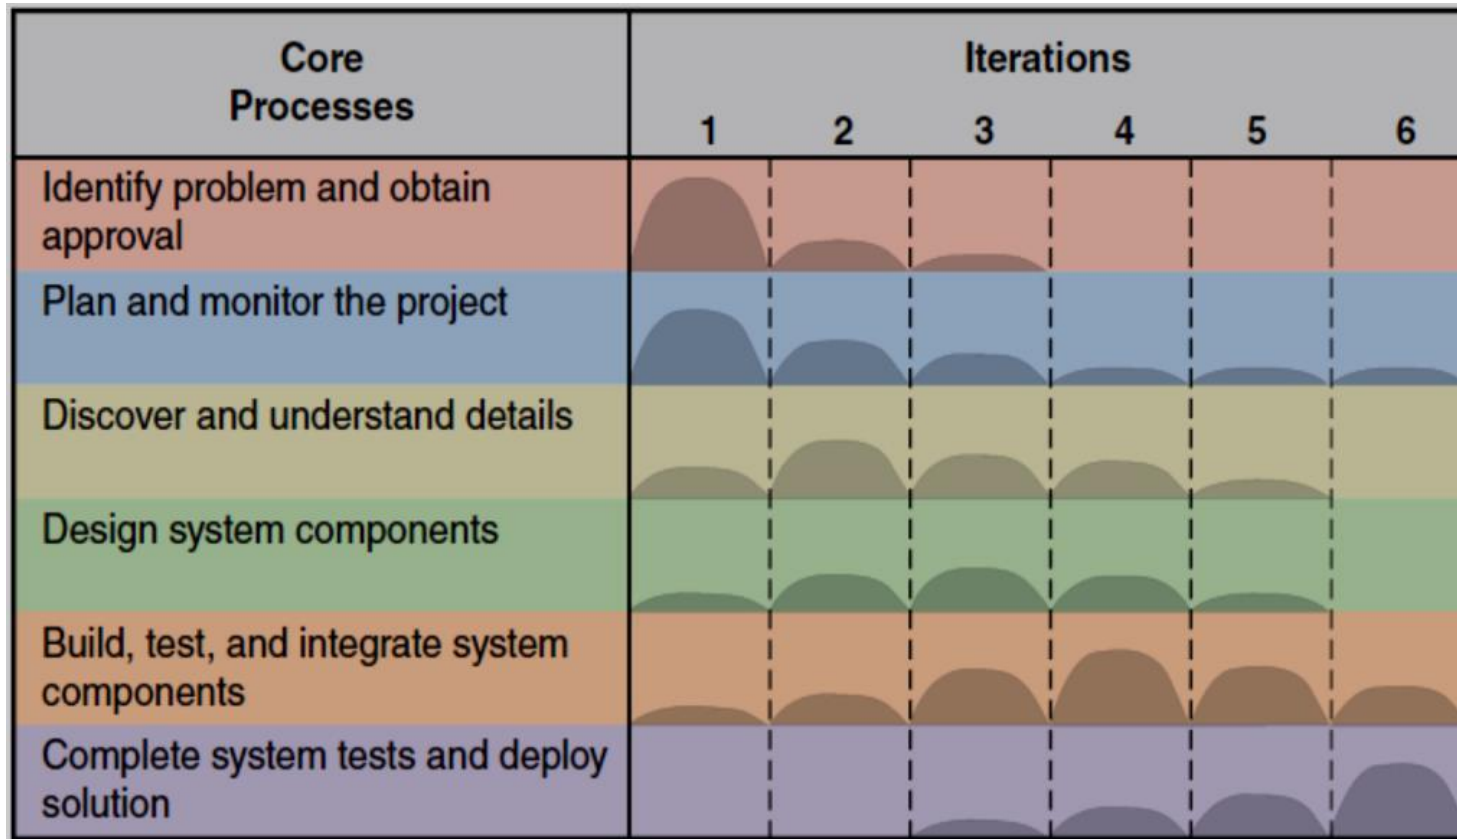 Core
Processes
Iterations
1 2 3 4 5 6
Identify problem and obtain
approval
Plan and monitor the project
Discover and understand details
Design system components
Build, test, and integrate system
components
Complete system tests and deploy
solution